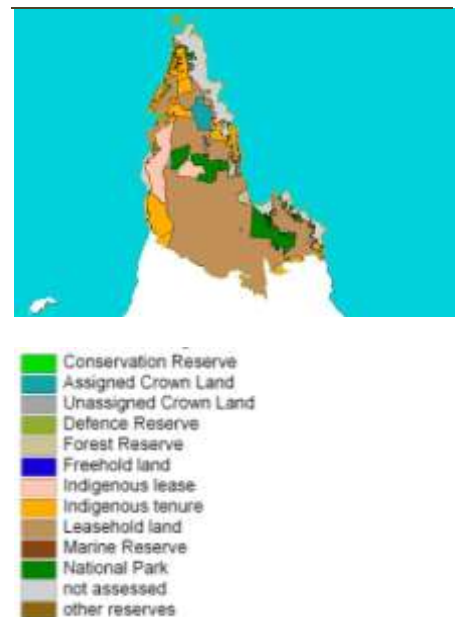 Conservation Reserve
Assigned Crown Land
Unassigned Crown Land
Defence Reserve
Forest Reserve
Freehold land
Indigenous lease
Indigenous tenure
Leasehold land
Marine Reserve
National Park
not assessed
other reserves